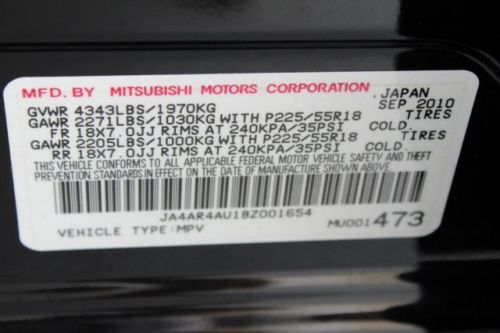 MFD. BY MITSUBISHI MOTORS CORPORATION, JAPAN
GVWR 4343LBS/1970KG SEP 2010
GAWR 2271LBS/1030KG WITH P225/55R18 TIRES
FR 18X7.0JJ RIMS AT 240KPA/35PSI COLD.
GAWR 2205LBS/1000KG WITH P225/55R18 TIRES
RR 18X7.0JJ RIMS AT 240KPA/35PSI COLD.
THIS VEHICLE CONFORMS TO ALL APPLICABLE FEDERAL MOTOR VEHICLE SAFETY AND THEFT
PREVENTION STANDARDS IN EFFECT ON THE DATE OF MANUFACTURE SHOWN ABOVE.
JA4AR4AU1BZ001654
VEHICLE TYPE:MPV MU001473